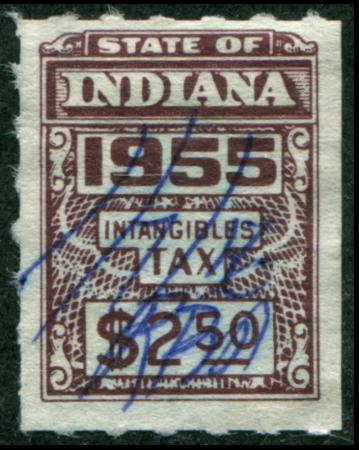 STATE OF
INDIANA
1955
INTANGIBLES
TAX
$2.50